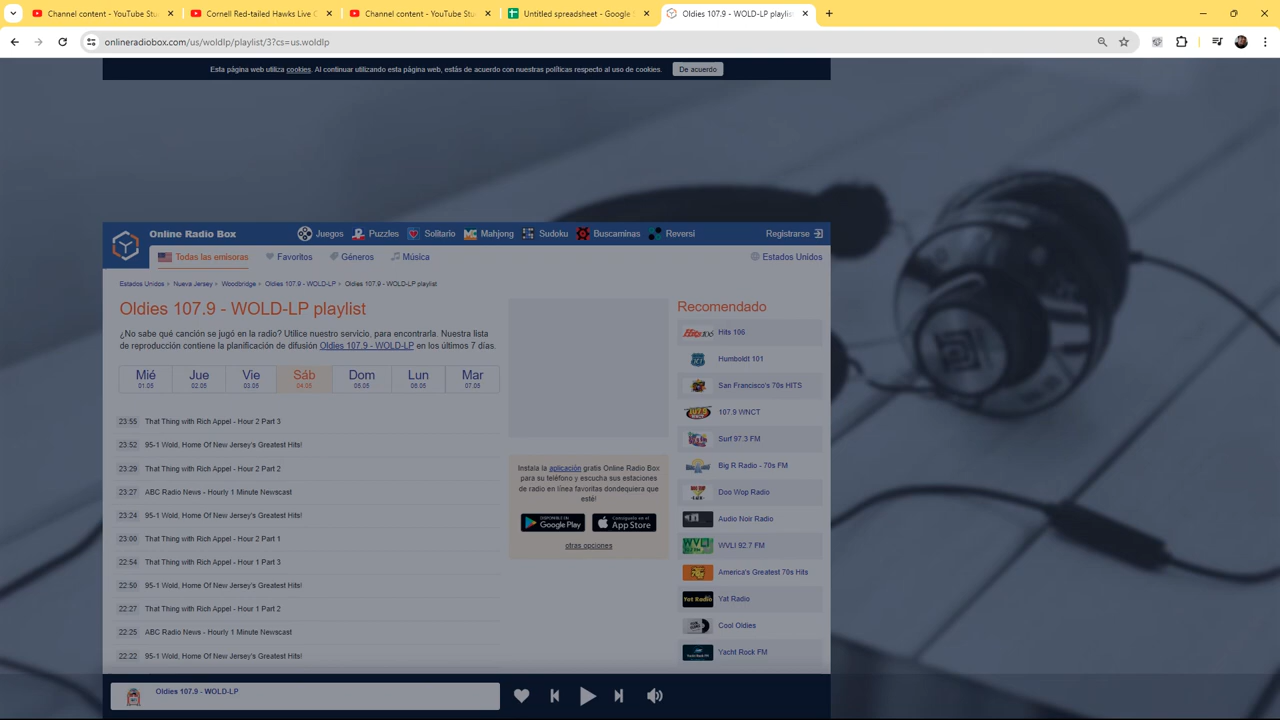 Channel content - YouTube Stu
Cornell Red-tailed Hawks Live C
Channel content - YouTube Stu
Untitled spreadsheet - Google
Oldies 107.9 - WOLD-LP playlist
onlineradiobox.com/us/woldlp/playlist/3?cs=us.woldlp
Esta página web utiliza cookies. Al continuar utilizando esta página web, estás de acuerdo con nuestras políticas respecto al uso de cookies.
De acuerdo
Online Radio Box
Juegos
Puzzles
Solitario
Mahjong
Sudoku
Buscaminas
Reversi
Registrarse
Todas las emisoras
Favoritos
Géneros
Música
Estados Unidos
Estados Unidos > Nueva Jersey > Woodbridge > Oldies 107.9 - WOLD-LP > Oldies 107.9 - WOLD-LP playlist
Oldies 107.9 - WOLD-LP playlist
¿No sabe qué canción se jugó en la radio? Utilice nuestro servicio, para encontrarla. Nuestra lista
de reproducción contiene la planificación de difusión Oldies 107.9 - WOLD-LP en los últimos 7 días.
Mié Jue Vie Sáb Dom Lun Mar
01.05 02.05 03.05 04.05 05.05 06.05 07.05
23:55 That Thing with Rich Appel - Hour 2 Part 3
23:52 95-1 Wold, Home Of New Jersey's Greatest Hits!
23:29 That Thing with Rich Appel - Hour 2 Part 2
23:27 ABC Radio News - Hourly 1 Minute Newscast
23:24 95-1 Wold, Home Of New Jersey's Greatest Hits!
23:00 That Thing with Rich Appel - Hour 2 Part 1
22:54 That Thing with Rich Appel - Hour 1 Part 3
22:50 95-1 Wold, Home Of New Jersey's Greatest Hits!
22:27 That Thing with Rich Appel - Hour 1 Part 2
22:25 ABC Radio News - Hourly 1 Minute Newscast
22:22 95-1 Wold, Home Of New Jersey's Greatest Hits!
Instala la aplicación gratis Online Radio Box
para su teléfono y escucha sus estaciones
de radio en línea favoritas dondequiera que
esté!
DISPONIBLE EN
Google Play
Consíguelo en el
App Store
otras opciones
Recomendado
Hits 106
Humboldt 101
San Francisco's 70s HITS
107.9 WNCT
Surf 97.3 FM
Big R Radio - 70s FM
Doo Wop Radio
Audio Noir Radio
WVLI 92.7 FM
America's Greatest 70s Hits
Yat Radio
Cool Oldies
Yacht Rock FM
Oldies 107.9 - WOLD-LP